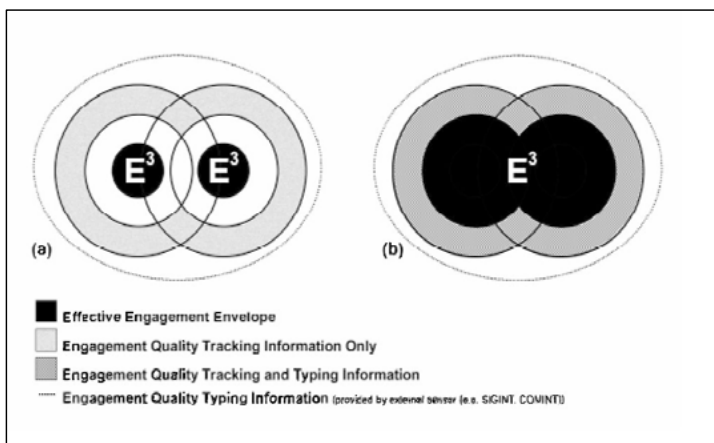 E³ E³
E³
(a)
(b)
Effective Engagement Envelope
Engagement Quality Tracking Information Only
Engagement Quality Tracking and Typing Information
Engagement Quality Typing Information (provided by external sensor (e.g. SIGINT, COMINT))